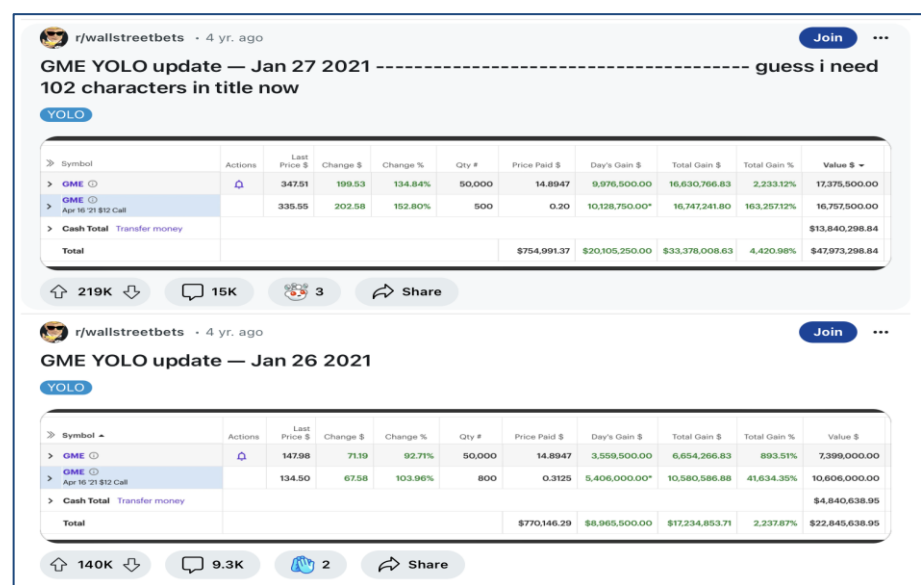 r/wallstreetbets • 4 yr. ago
Join
GME YOLO update — Jan 27 2021 -------------------------------------- guess i need
102 characters in title now
YOLO
Symbol Actions Last Price $ Change $ Change % Qty # Price Paid $ Day's Gain $ Total Gain $ Total Gain % Value $
GME 347.51 199.53 134.84% 50,000 14.8947 9,976,500.00 16,630,766.83 2,233.12% 17,375,500.00
GME
Apr 16 '21 $12 Call 335.55 202.58 152.80% 500 0.20 10,128,750.00* 16,747,241.80 163,257.12% 16,757,500.00
Cash Total Transfer money $13,840,298.84
Total $754,991.37 $20,105,250.00 $33,378,008.63 4,420.98% $47,973,298.84
219K 15K 3 Share
r/wallstreetbets • 4 yr. ago
Join
GME YOLO update — Jan 26 2021
YOLO
Symbol Actions Last Price $ Change $ Change % Qty # Price Paid $ Day's Gain $ Total Gain $ Total Gain % Value $
GME 147.98 71.19 92.71% 50,000 14.8947 3,559,500.00 6,654,266.83 893.51% 7,399,000.00
GME
Apr 16 '21 $12 Call 134.50 67.58 103.96% 800 0.3125 5,406,000.00* 10,580,586.88 41,634.35% 10,606,000.00
Cash Total Transfer money $4,840,638.95
Total $770,146.29 $8,965,500.00 $17,234,853.71 2,237.87% $22,845,638.95
140K 9.3K 2 Share